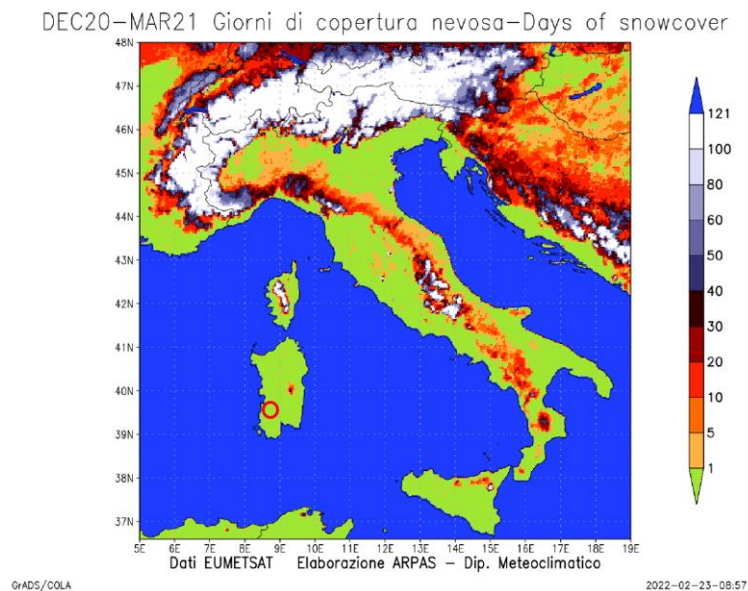 DEC20-MAR21 Giorni di copertura nevosa-Days of snowcover
48N
47N
46N
45N
44N
43N
42N
41N
40N
39N
38N
37N
5E 6E 7E 8E 9E 10E 11E 12E 13E 14E 15E 16E 17E 18E 19E
121
100
80
60
50
40
30
20
10
5
1
Dati EUMETSAT Elaborazione ARPAS - Dip. Meteoclimatico
GrADS/COLA
2022-02-23-08:57